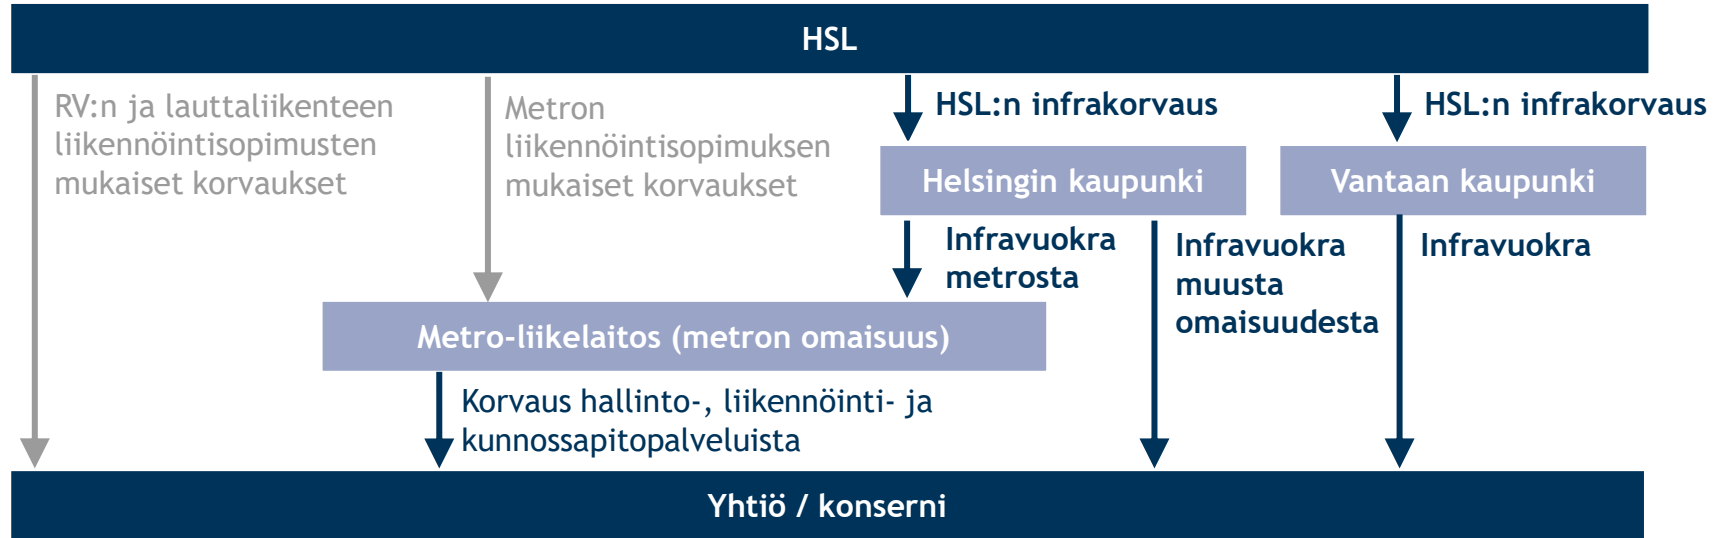 HSL
RV:n ja lauttaliikenteen
liikennöintisopimusten
mukaiset korvaukset
Metron
liikennöintisopimuksen
mukaiset korvaukset
HSL:n infrakorvaus
HSL:n infrakorvaus
Helsingin kaupunki
Vantaan kaupunki
Infravuokra
metrosta
Infravuokra
muusta
omaisuudesta
Infravuokra
Metro-liikelaitos (metron omaisuus)
Korvaus hallinto-, liikennöinti- ja
kunnossapitopalveluista
Yhtiö / konserni